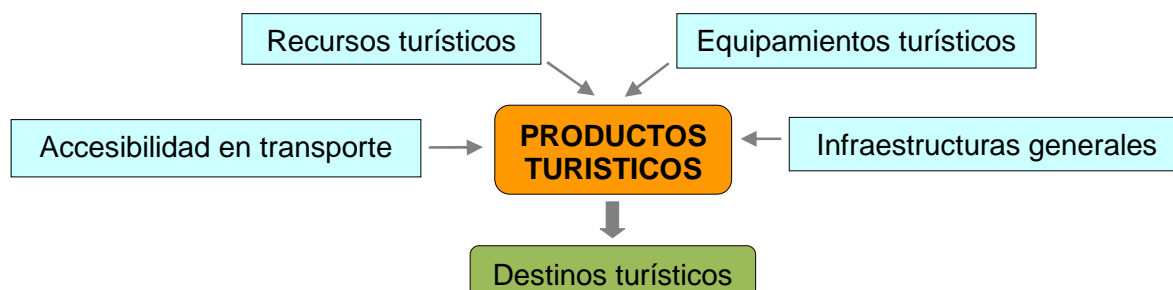 Recursos turísticos
Equipamientos turísticos
Accesibilidad en transporte
PRODUCTOS
TURISTICOS
Infraestructuras generales
Destinos turísticos